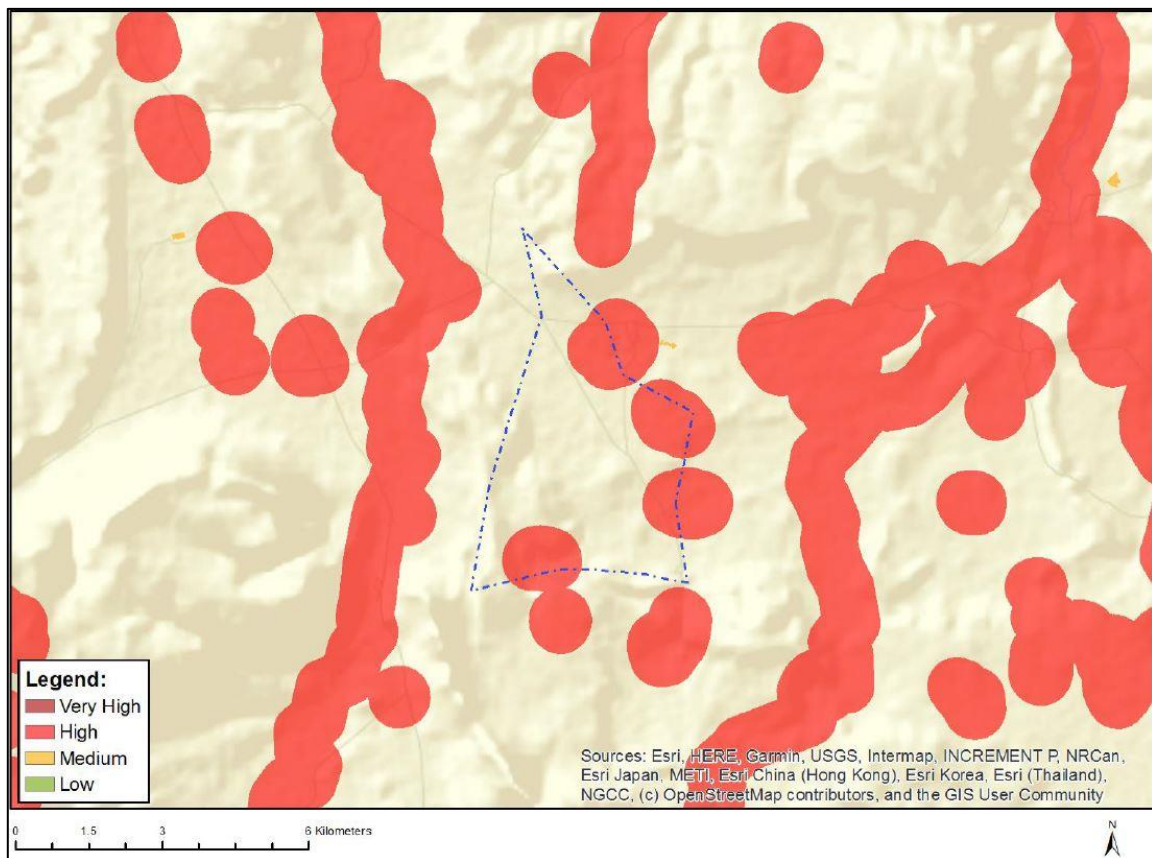 Legend:
Very High
High
Medium
Low
Sources: Esri, HERE, Garmin, USGS, Intermap, INCREMENT P, NRCan,
Esri Japan, METI, Esri China (Hong Kong), Esri Korea, Esri (Thailand),
NGCC, (c) OpenStreetMap contributors, and the GIS User Community
0 1.5 3 6 Kilometers
N